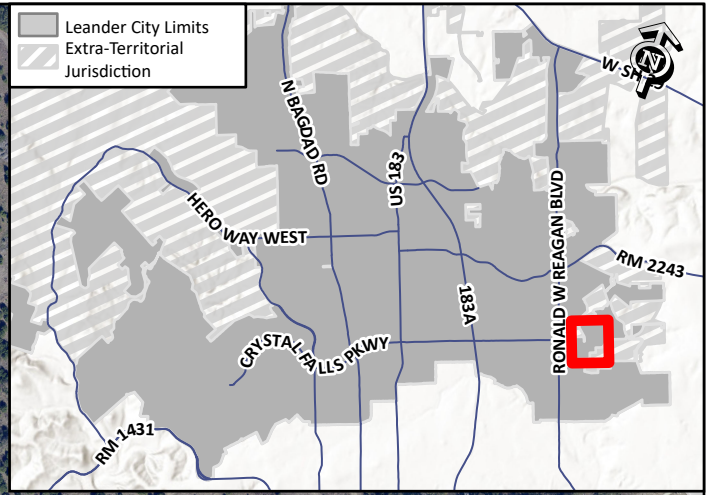 Leander City Limits
Extra-Territorial
Jurisdiction
N
W SH 29
N BAGDAD RD
US 183
HERO WAY WEST
RONALD W REAGAN BLVD
RM 2243
183A
CRYSTAL FALLS PKWY
RM 1431